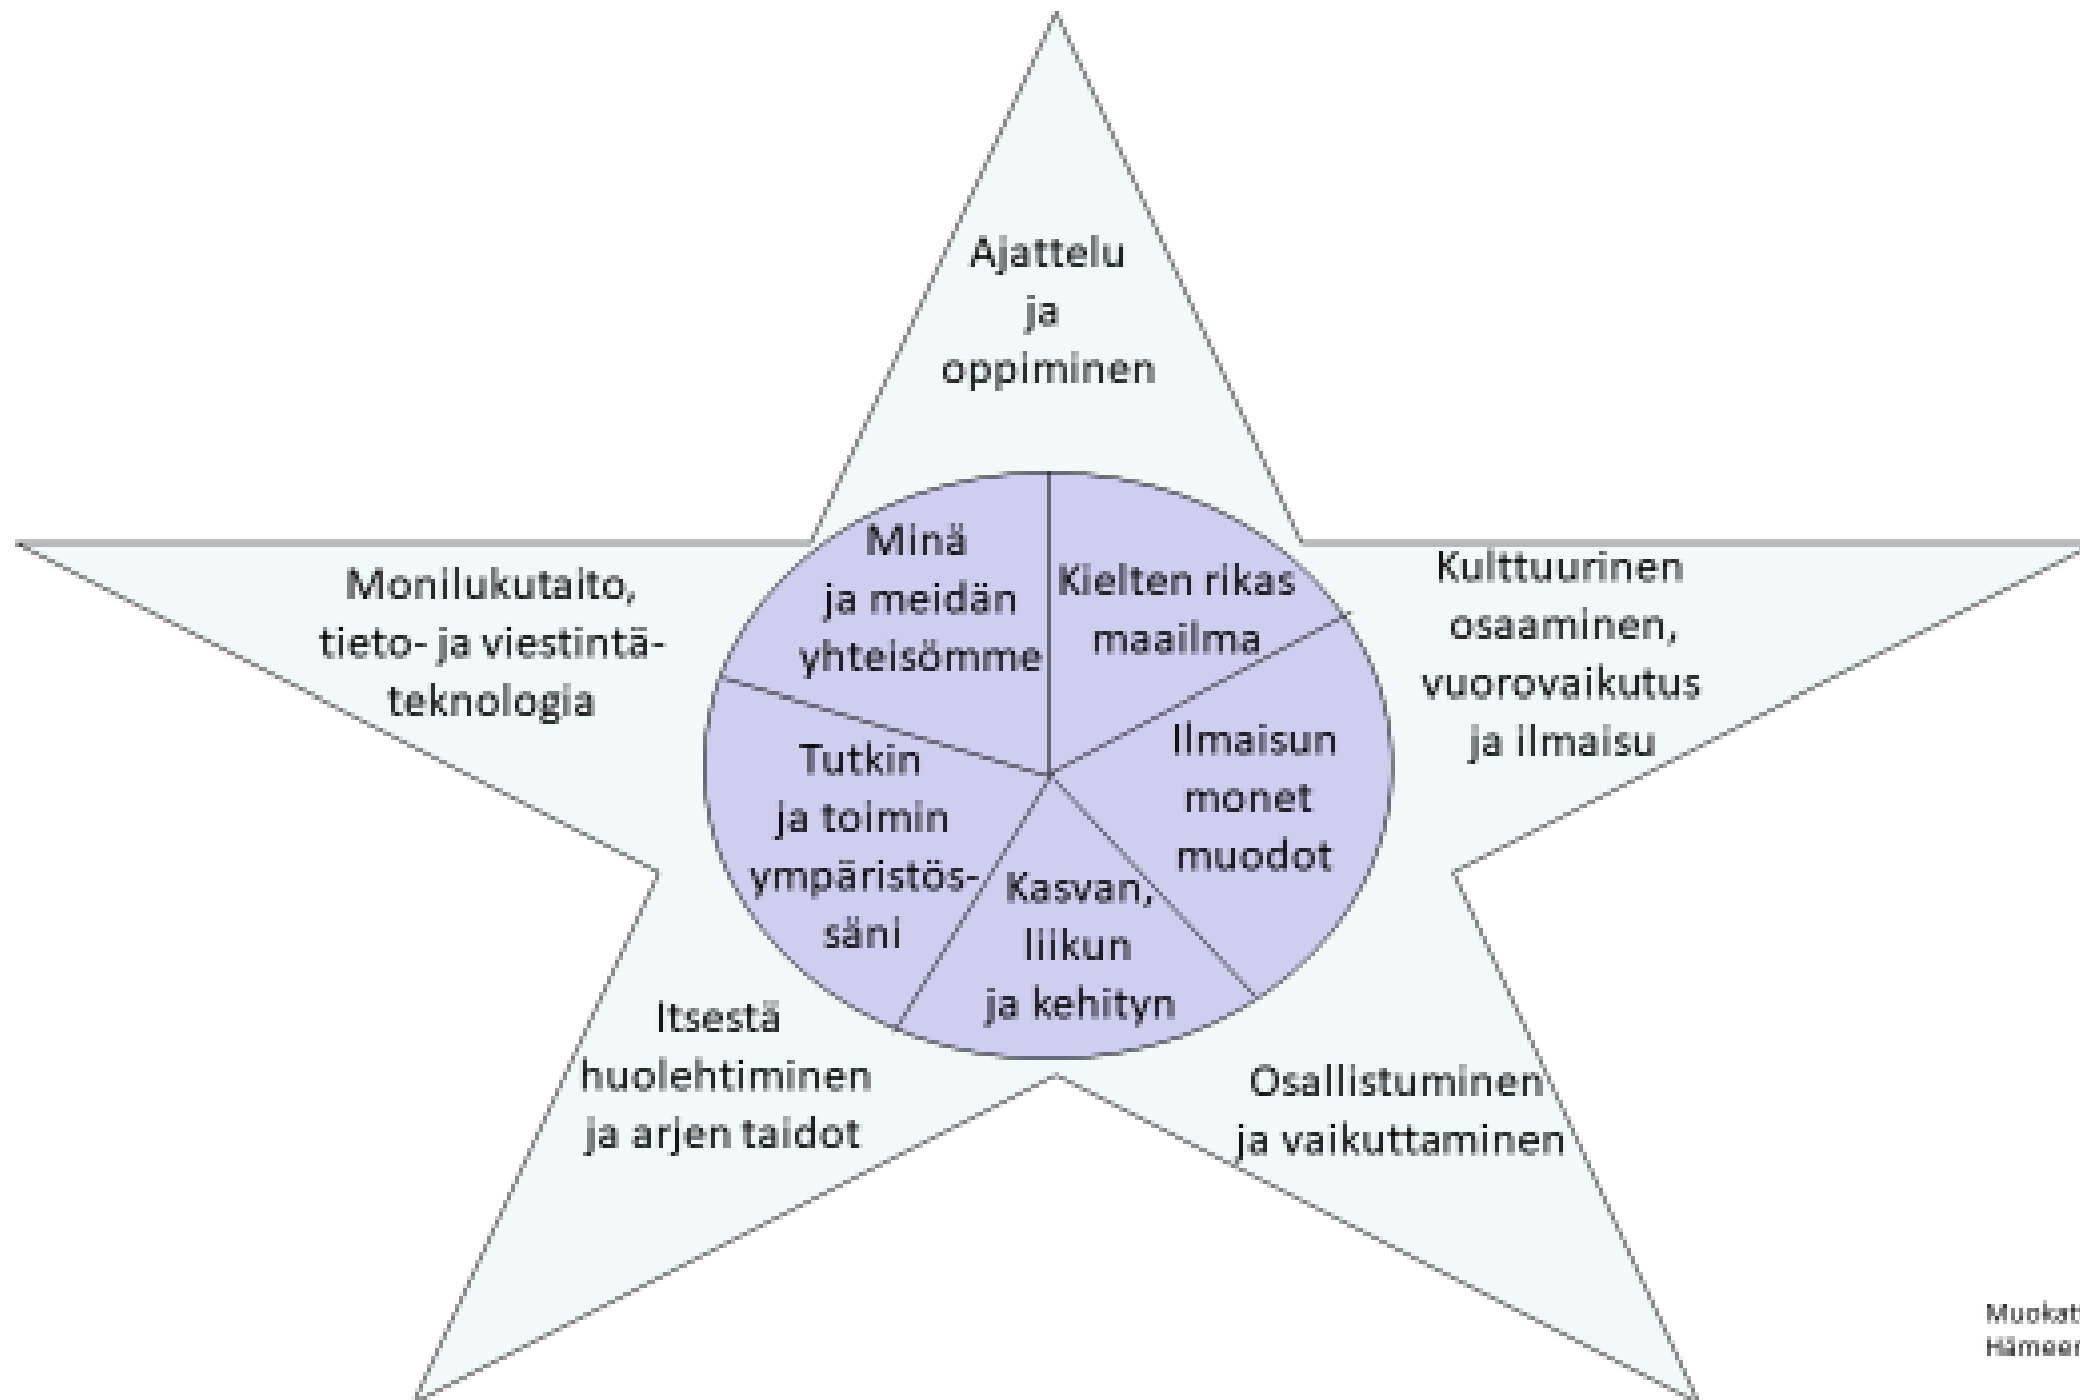 Ajattelu
ja
oppiminen
Monilukutaito,
tieto- ja viestintä-
teknologia
Minä
ja meidän
yhteisömme
Kielten rikas
maailma
Kulttuurinen
osaaminen,
vuorovaikutus
ja ilmaisu
Tutkin
ja toimin
ympäristös-
säni
Ilmaisun
monet
muodot
Kasvan,
liikun
ja kehityn
Itsestä
huolehtiminen
ja arjen taidot
Osallistuminen
ja vaikuttaminen